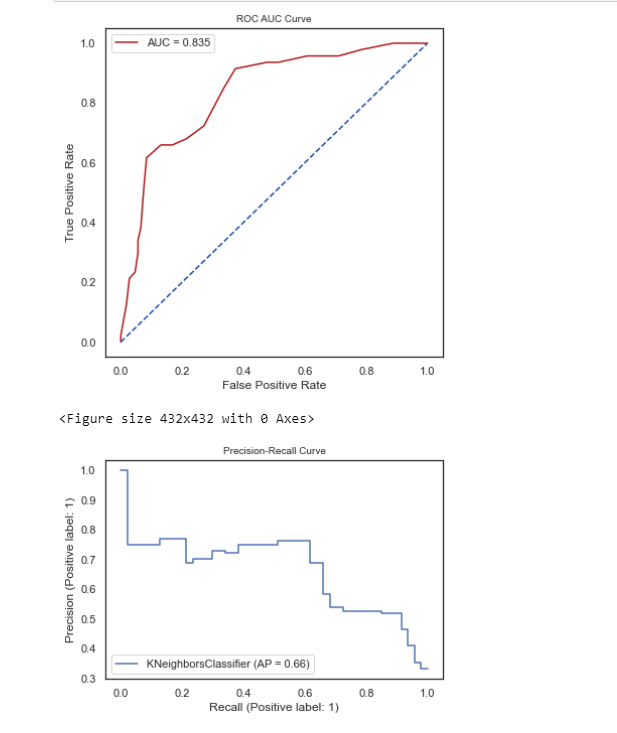 ROC AUC Curve
1.0
0.8
0.6
0.4
0.2
0.0
True Positive Rate
AUC = 0.835
0.0 0.2 0.4 0.6 0.8 1.0
False Positive Rate
<Figure size 432x432 with 0 Axes>
Precision-Recall Curve
1.0
0.9
0.8
0.7
0.6
0.5
0.4
0.3
Precision (Positive label: 1)
KNeighborsClassifier (AP = 0.66)
0.0 0.2 0.4 0.6 0.8 1.0
Recall (Positive label: 1)